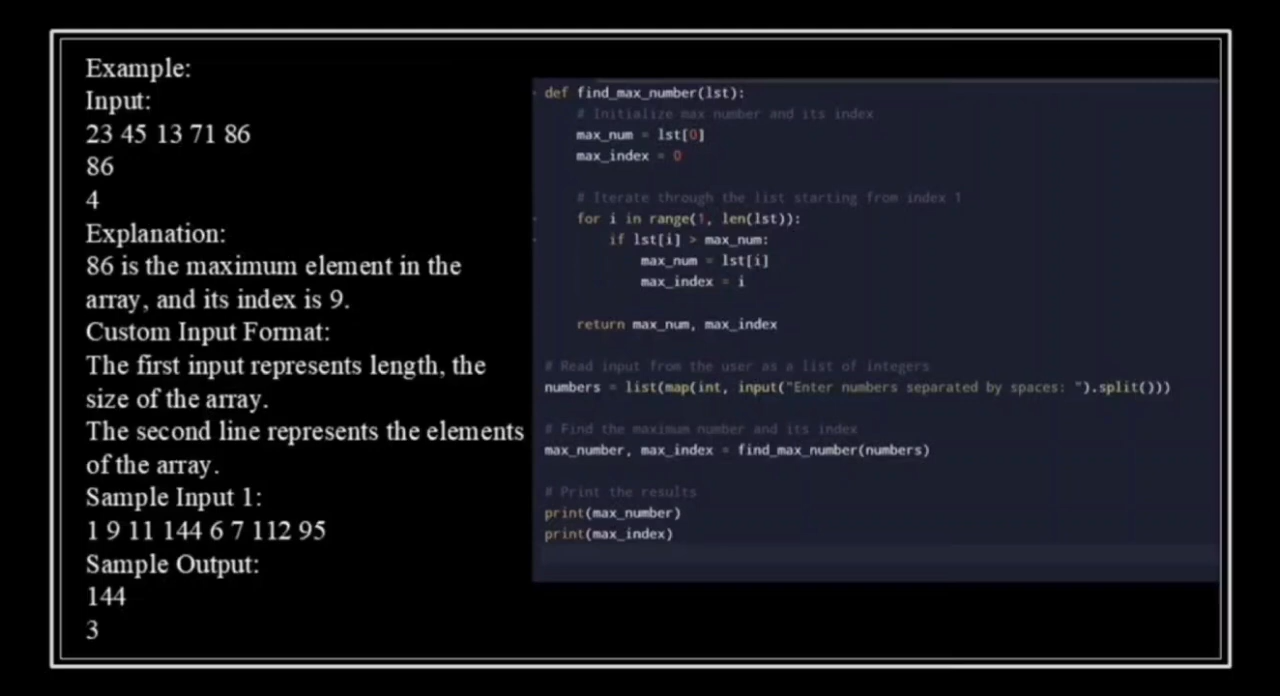 Example:
Input:
23 45 13 71 86
86
4
Explanation:
86 is the maximum element in the
array, and its index is 9.
Custom Input Format:
The first input represents length, the
size of the array.
The second line represents the elements
of the array.
Sample Input 1:
1 9 11 144 6 7 112 95
Sample Output:
144
3
def find_max_number(lst):
    # Initialize max number and its index
    max_num = lst[0]
    max_index = 0

    # Iterate through the list starting from index 1
    for i in range(1, len(lst)):
        if lst[i] > max_num:
            max_num = lst[i]
            max_index = i

    return max_num, max_index

# Read input from the user as a list of integers
numbers = list(map(int, input("Enter numbers separated by spaces: ").split()))

# Find the maximum number and its index
max_number, max_index = find_max_number(numbers)

# Print the results
print(max_number)
print(max_index)